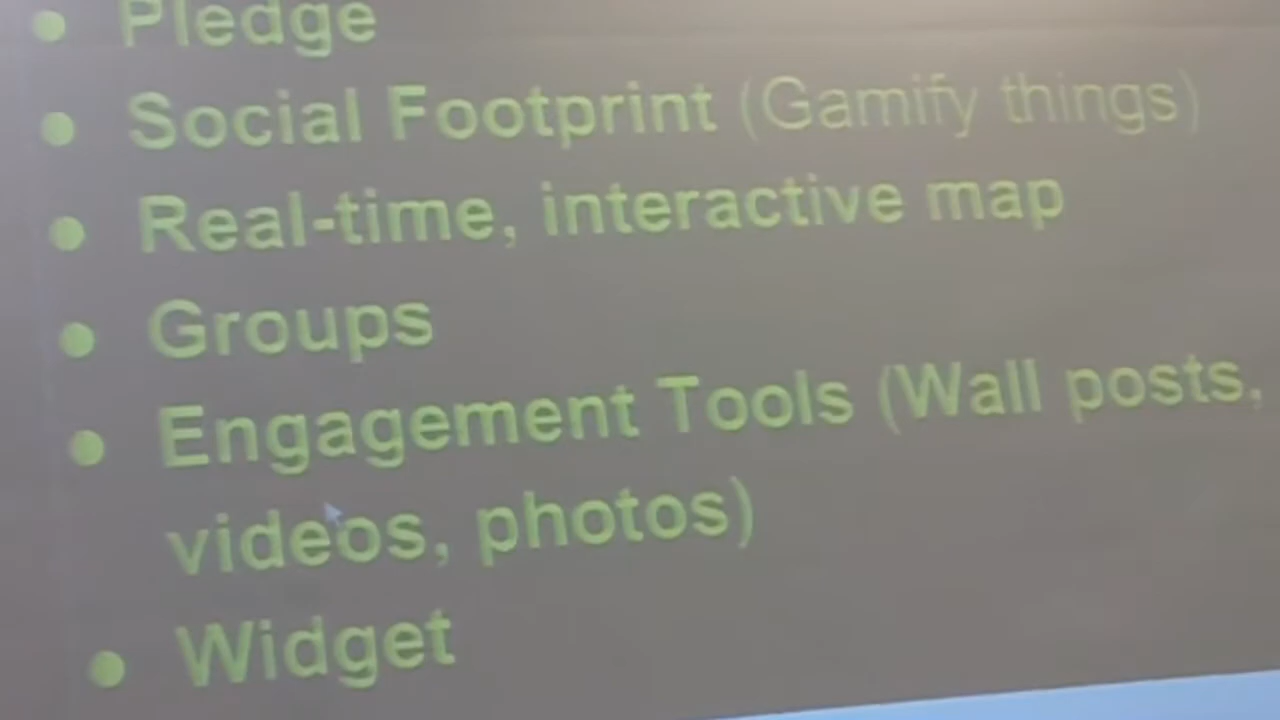 • Pledge
• Social Footprint (Gamify things)
• Real-time, interactive map
• Groups
• Engagement Tools (Wall posts,
videos, photos)
• Widget